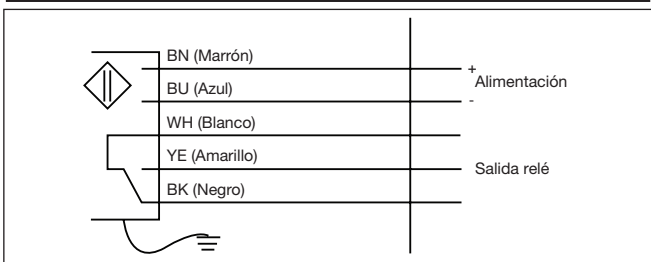 BN (Marrón)
+
Alimentación
BU (Azul)
-
WH (Blanco)
YE (Amarillo)
Salida relé
BK (Negro)